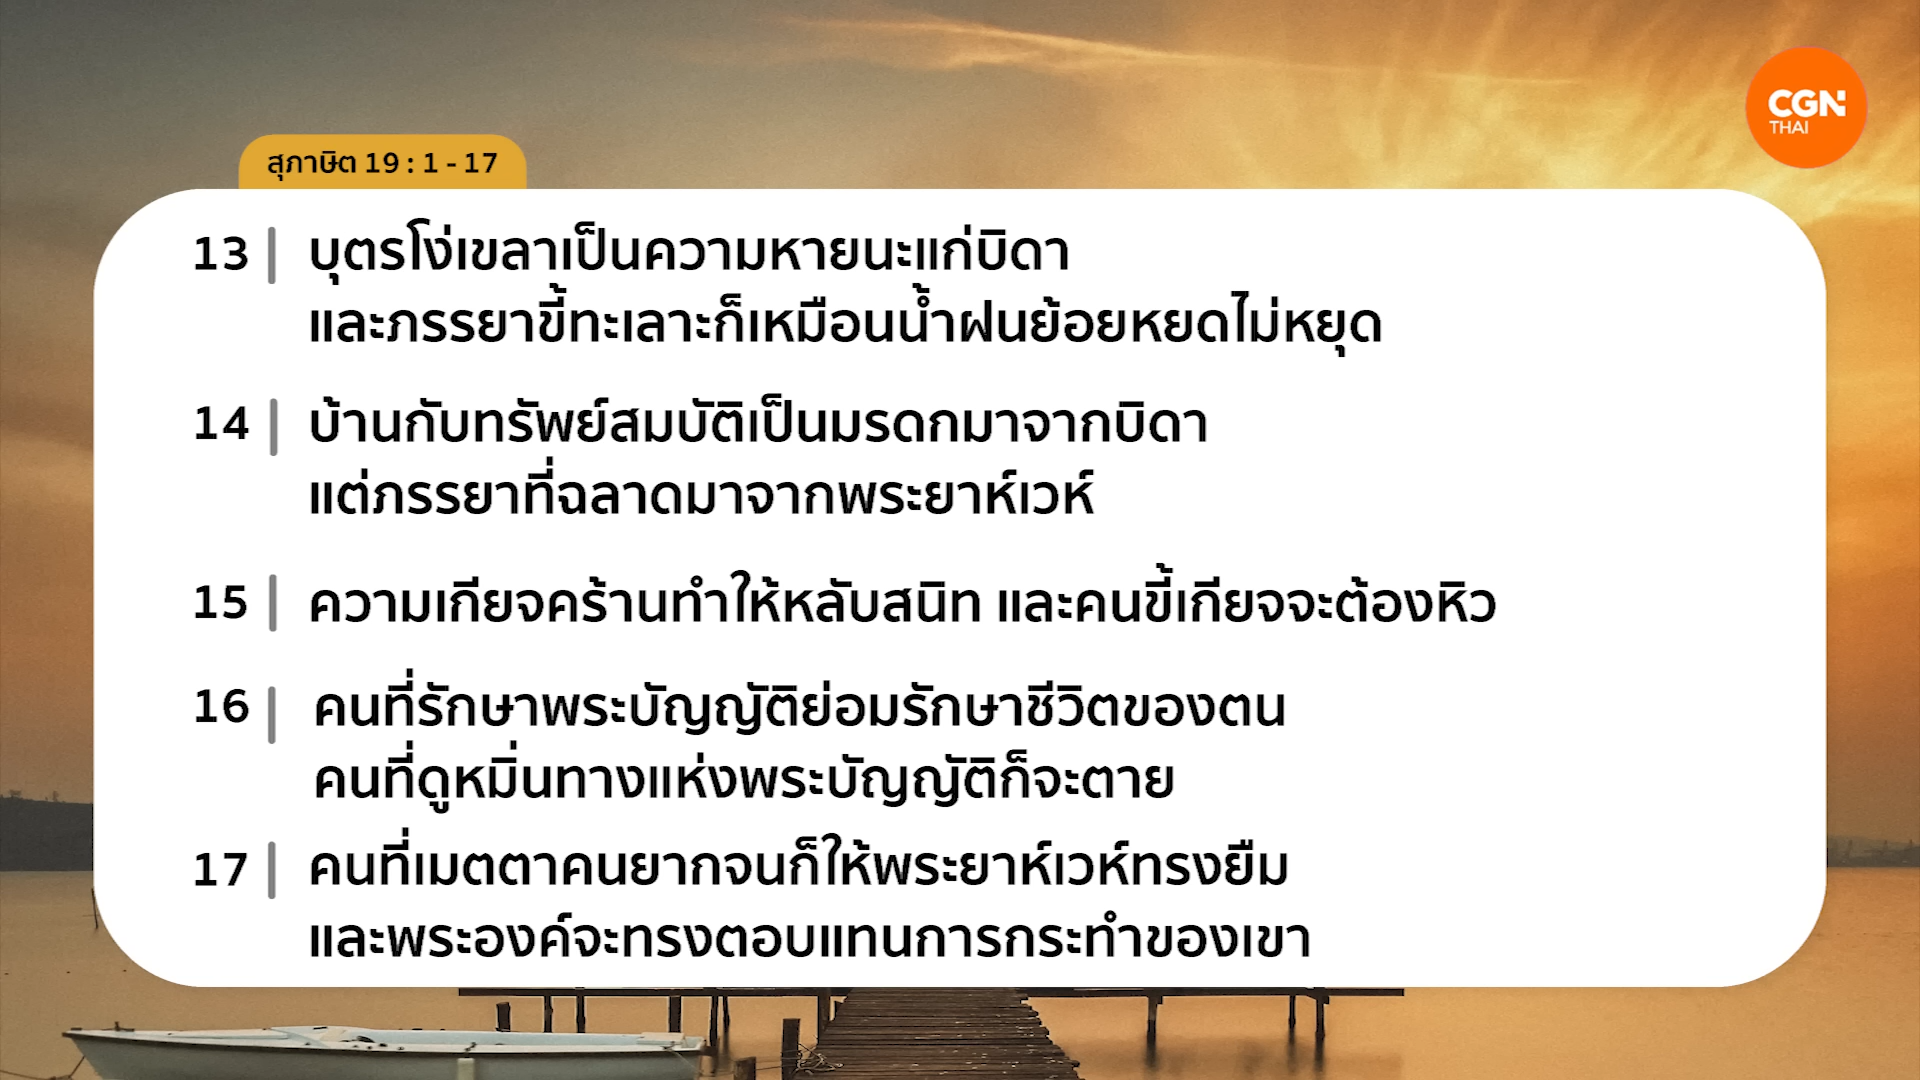 CGN
THAI
สุภาษิต 19 : 1 - 17
13 บุตรโง่เขลาเป็นความหายนะแก่บิดา
และภรรยาขี้ทะเลาะก็เหมือนน้ำฝนย้อยหยดไม่หยุด
14 บ้านกับทรัพย์สมบัติเป็นมรดกมาจากบิดา
แต่ภรรยาที่ฉลาดมาจากพระยาห์เวห์
15 ความเกียจคร้านทำให้หลับสนิท และคนขี้เกียจจะต้องหิว
16 คนที่รักษาพระบัญญัติย่อมรักษาชีวิตของตน
คนที่ดูหมิ่นทางแห่งพระบัญญัติก็จะตาย
17 คนที่เมตตาคนยากจนก็ให้พระยาห์เวห์ทรงยืม
และพระองค์จะทรงตอบแทนการกระทำของเขา